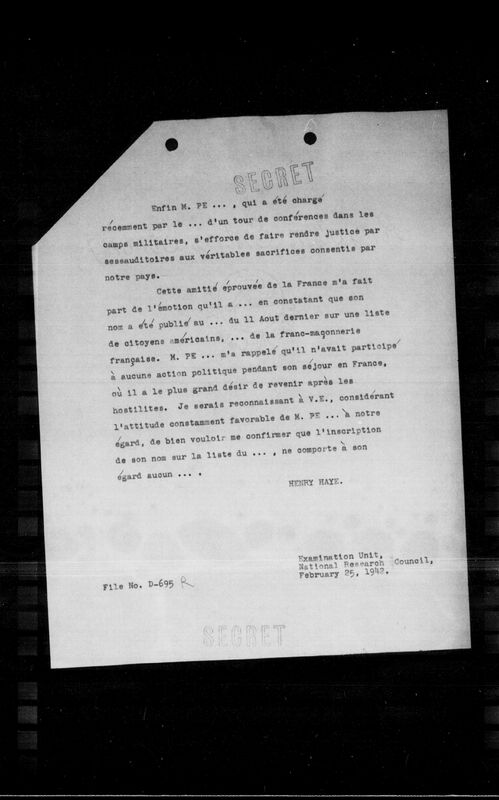 SECRET
Enfin M. PE ... , qui a été chargé
récemment par le ... d'un tour de conférences dans les
camps militaires, s'efforce de faire rendre justice par
sesauditoires aux véritables sacrifices consentis par
notre pays.
Cette amitié éprouvée de la France m'a fait
part de l'émotion qu'il a ... en constatant que son
nom a été publié au ... du 11 Aout dernier sur une liste
de citoyens américains, ... de la franc-maçonnerie
française. M. PE ... m'a rappelé qu'il n'avait participé
à aucune action politique pendant son séjour en France,
où il a le plus grand désir de revenir après les
hostilites. Je serais reconnaissant à V.E., considérant
l'attitude constamment favorable de M. PE ... à notre
égard, de bien vouloir me confirmer que l'inscription
de son nom sur la liste du ... , ne comporte à son
égard aucun ... .
HENRY HAYE.
Examination Unit,
National Research Council,
February 25, 1942.
File No. D-695 R
SECRET